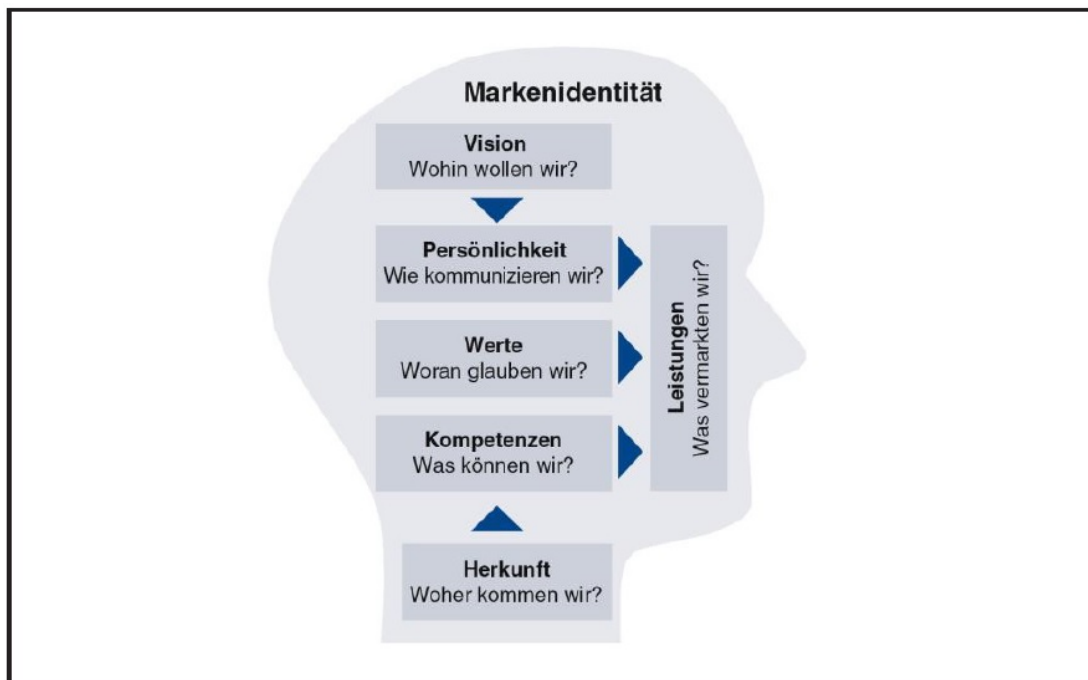 Markenidentität
Vision
Wohin wollen wir?
Persönlichkeit
Wie kommunizieren wir?
Werte
Woran glauben wir?
Kompetenzen
Was können wir?
Herkunft
Woher kommen wir?
Leistungen
Was vermarkten wir?